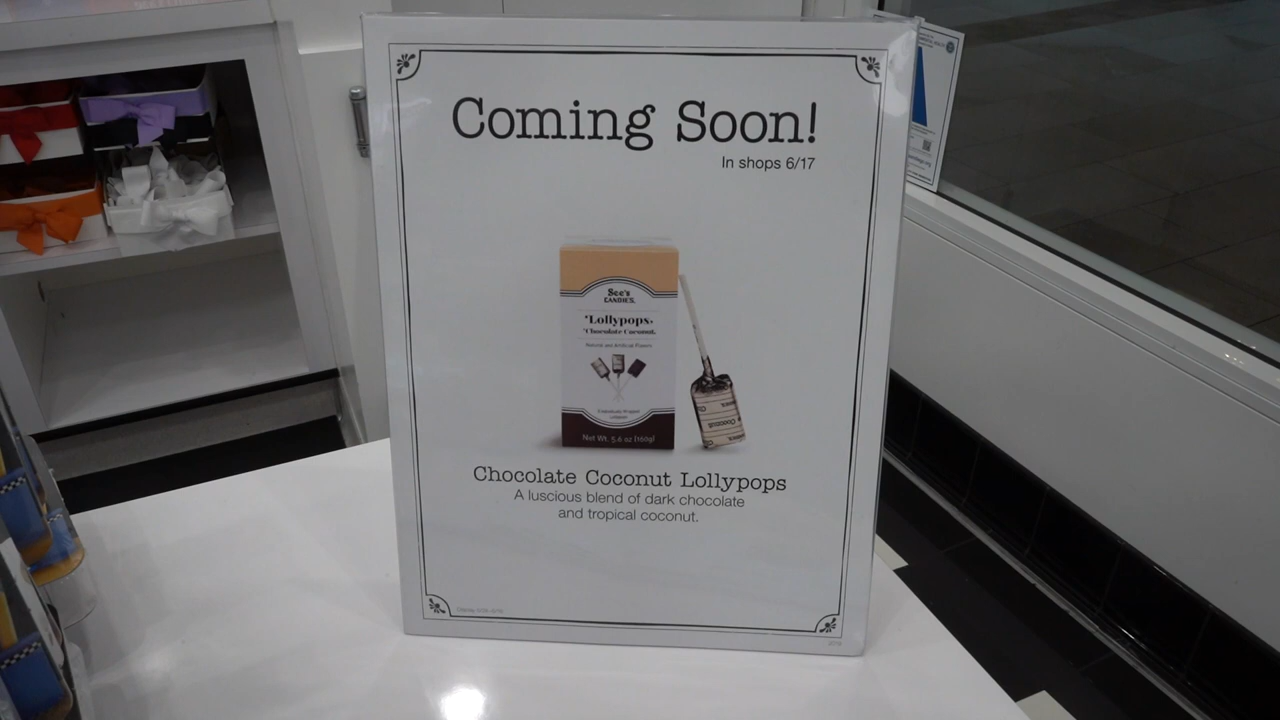 Coming Soon!
In shops 6/17
See's
CANDIES.
Lollypops
Chocolate Coconut
Natural and Artificial Flavors
Net Wt. 5.6 oz (160g)
Coconut
Chocolate Coconut Lollypops
A luscious blend of dark chocolate
and tropical coconut.